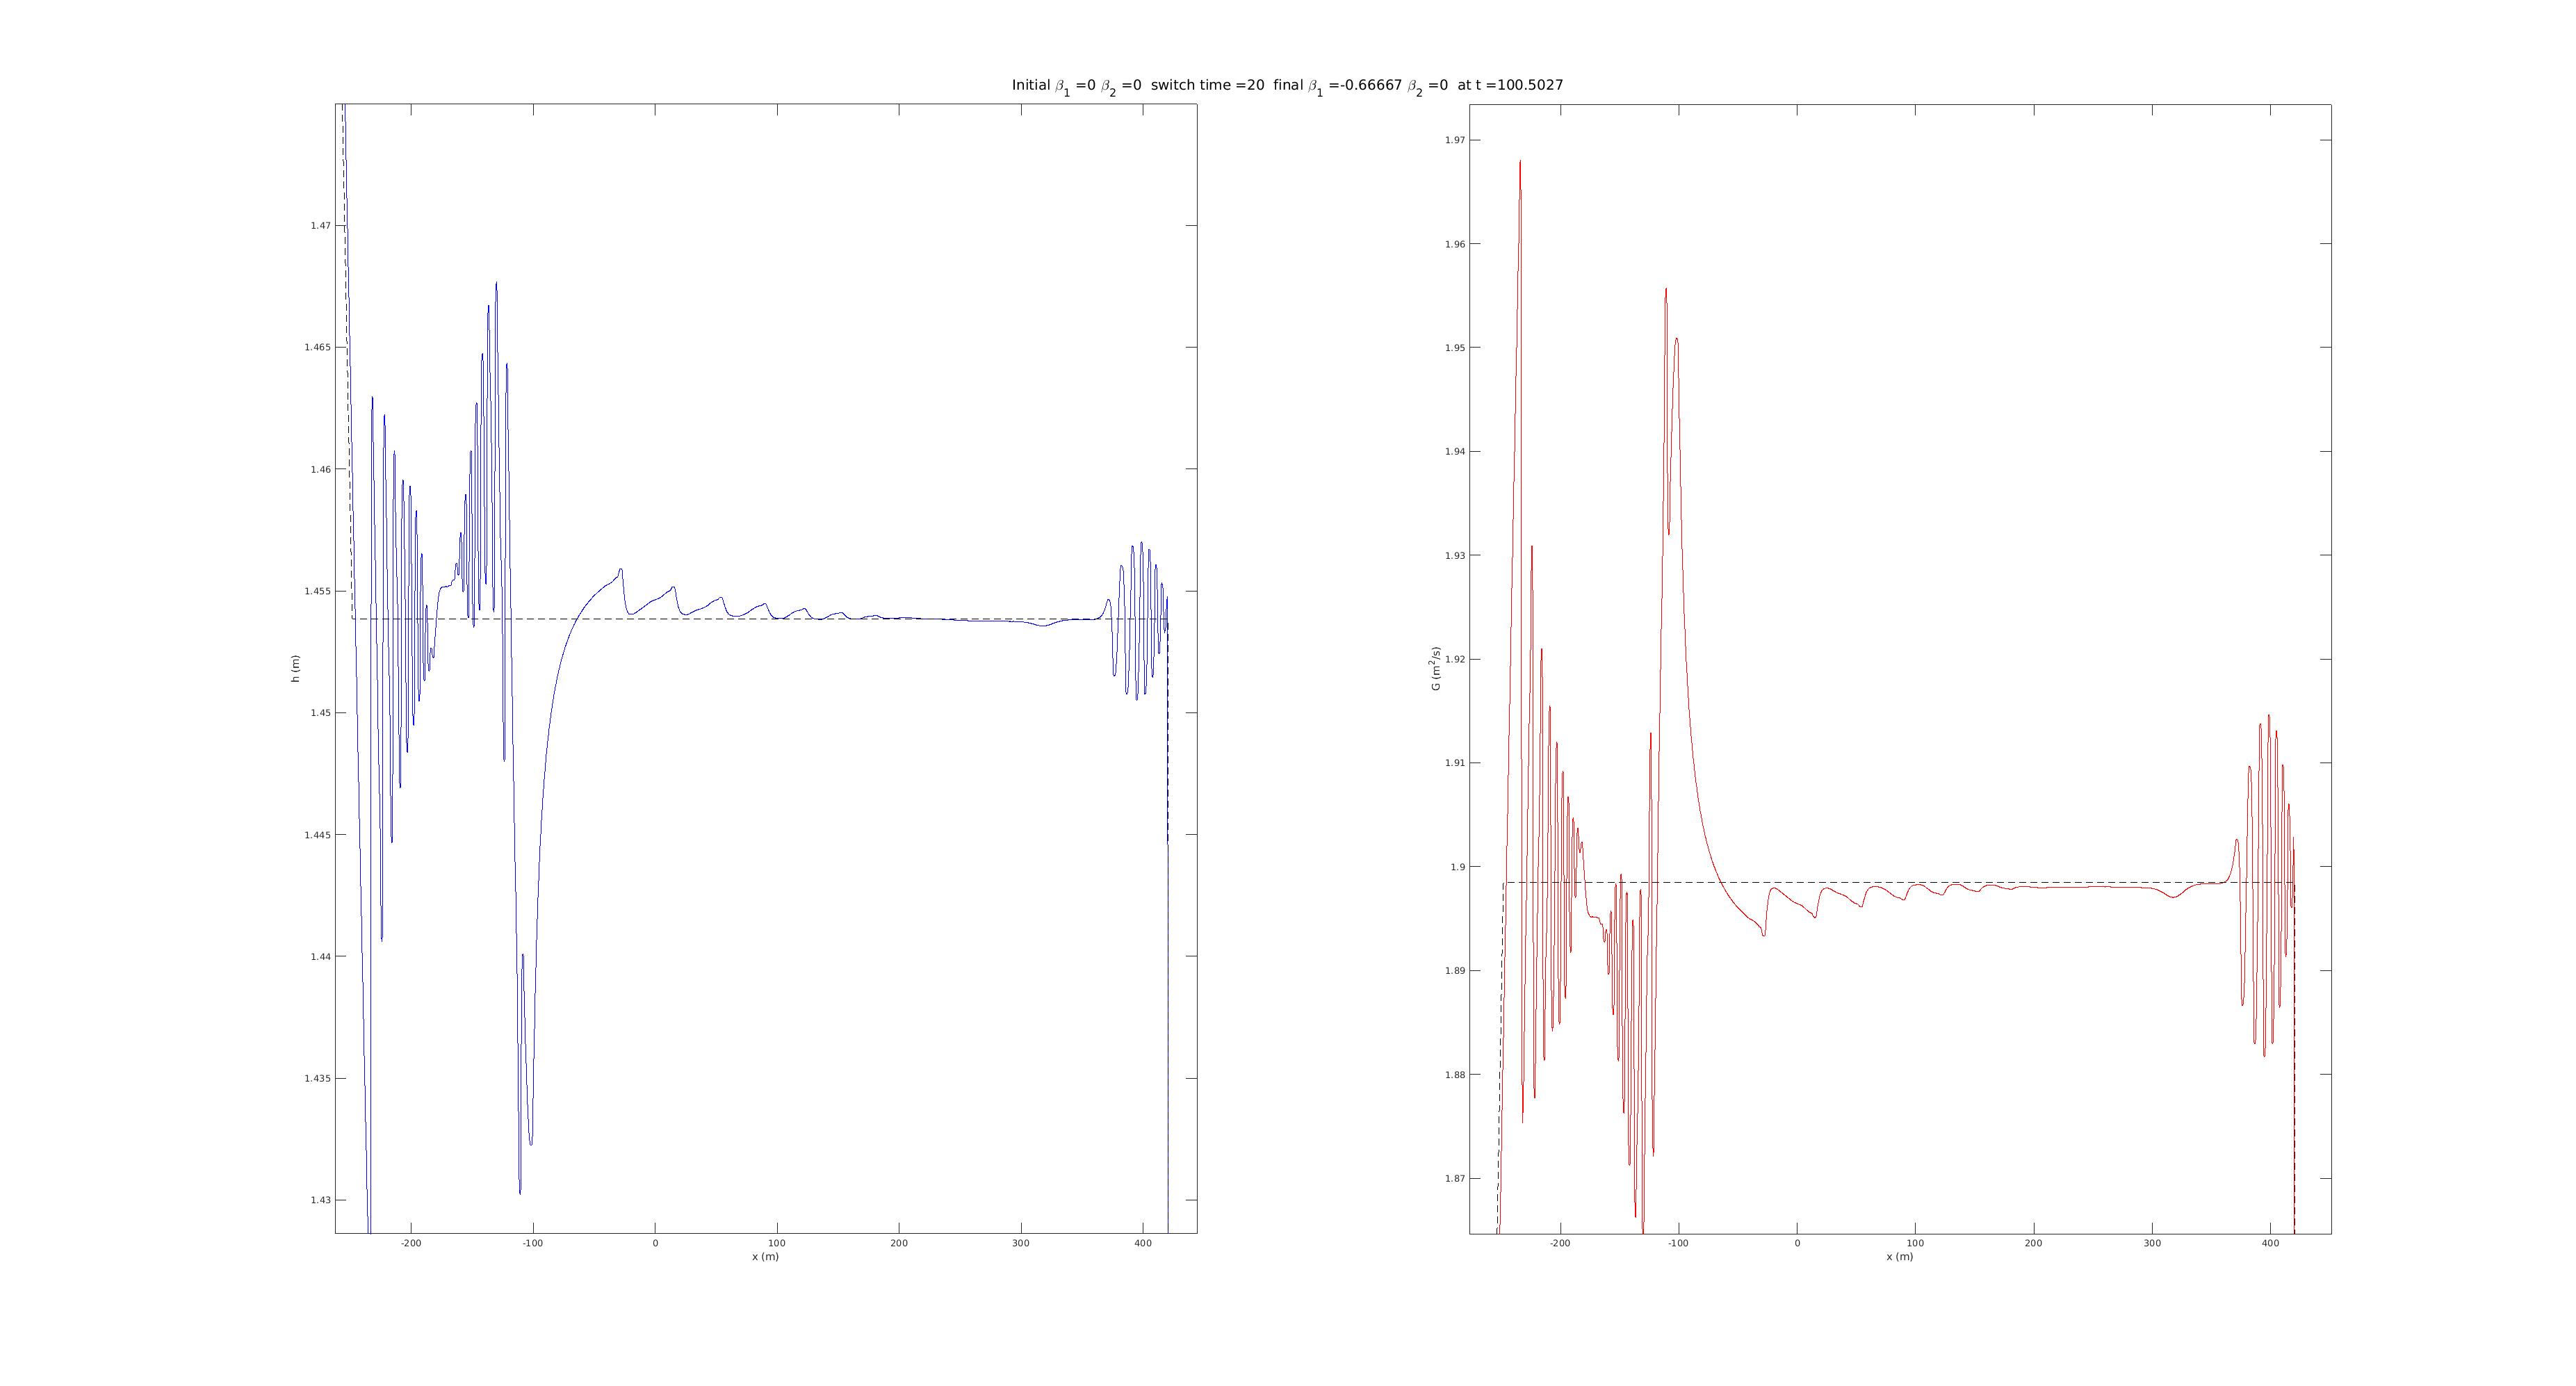 Initial β1 =0 β2 =0  switch time =20  final β1 =-0.66667 β2 =0  at t =100.5027
1.47
1.465
1.46
1.455
1.45
1.445
1.44
1.435
1.43
h (m)
-200 -100 0 100 200 300 400
x (m)
1.97
1.96
1.95
1.94
1.93
1.92
1.91
1.9
1.89
1.88
1.87
G (m2/s)
-200 -100 0 100 200 300 400
x (m)